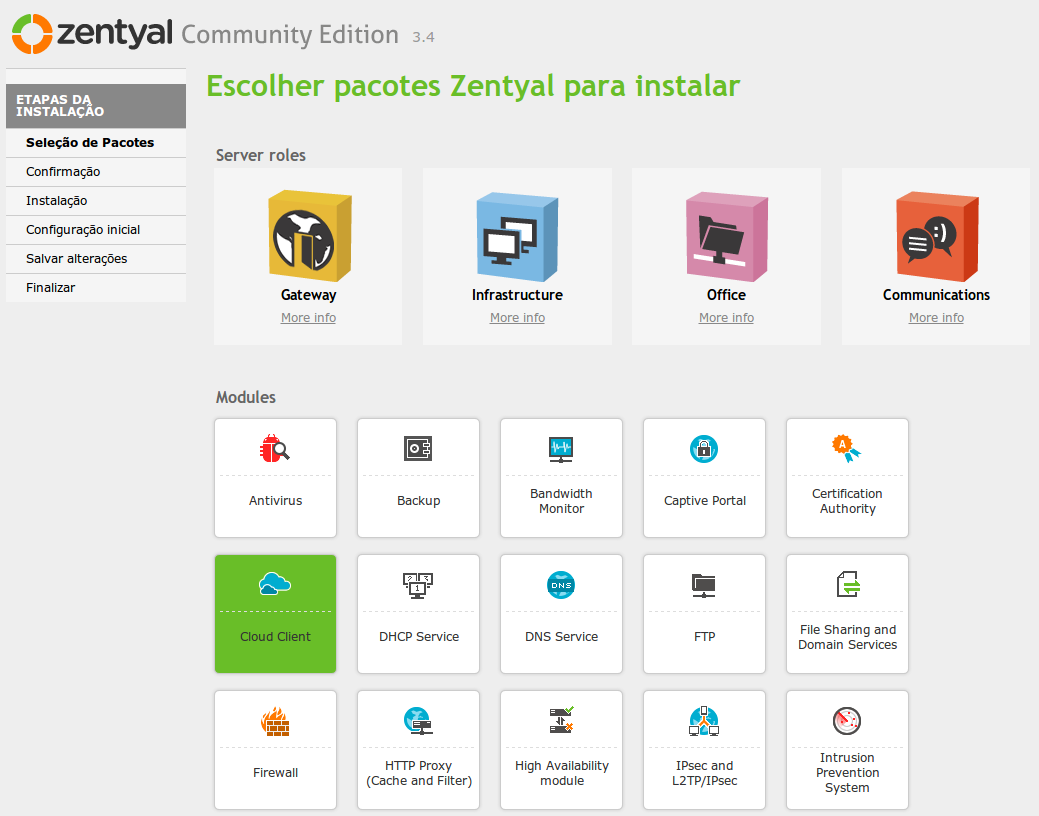 zentyal Community Edition 3.4
ETAPAS DA
INSTALAÇÃO
Seleção de Pacotes
Confirmação
Instalação
Configuração inicial
Salvar alterações
Finalizar
Escolher pacotes Zentyal para instalar
Server roles
Gateway
More info
Infrastructure
More info
Office
More info
:)
Communications
More info
Modules
Antivirus
Backup
Bandwidth
Monitor
Captive Portal
A
Certification
Authority
Cloud Client
DHCP Service
DNS
DNS Service
FTP
File Sharing and
Domain Services
Firewall
HTTP Proxy
(Cache and Filter)
High Availability
module
IPsec and
L2TP/IPsec
Intrusion
Prevention
System